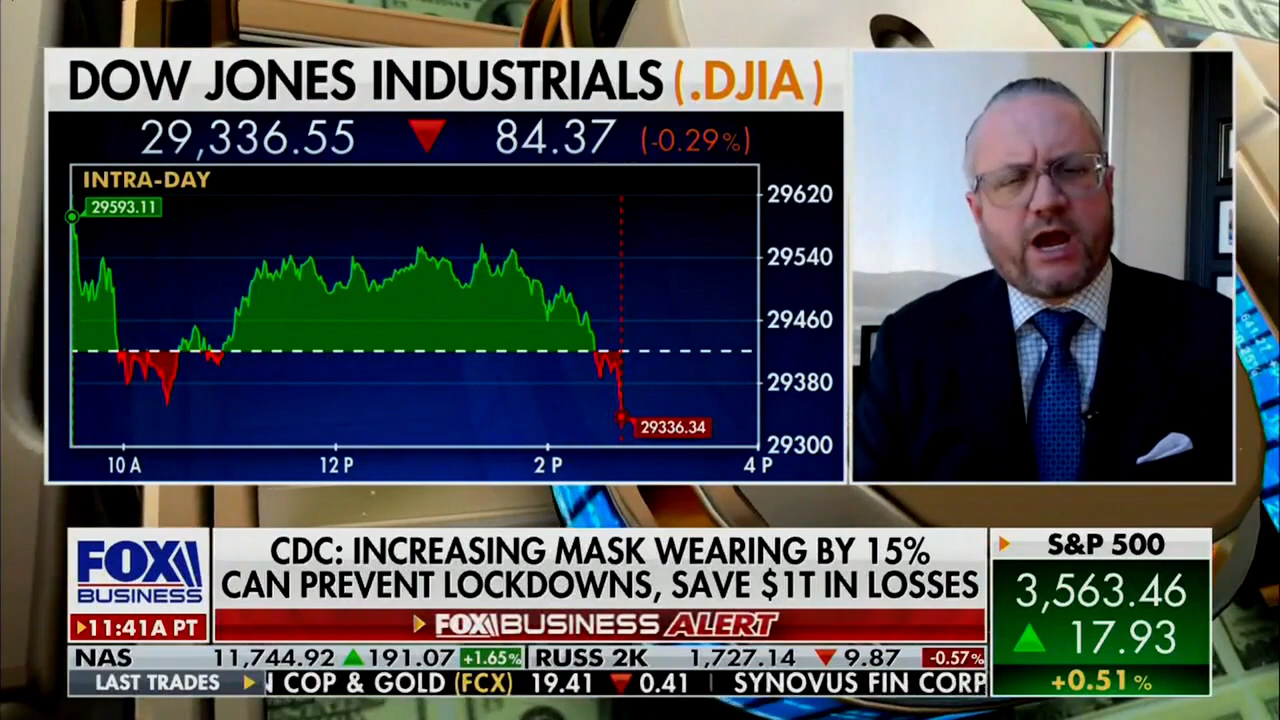 DOW JONES INDUSTRIALS (.DJIA)
29,336.55 ▼ 84.37 (-0.29%)
INTRA-DAY
29593.11
29620
29540
29460
29380
29300
29336.34
10 A 12 P 2 P 4 P
FOX BUSINESS
11:41A PT
CDC: INCREASING MASK WEARING BY 15%
CAN PREVENT LOCKDOWNS, SAVE $1T IN LOSSES
FOX BUSINESS ALERT
S&P 500
3,563.46
▲ 17.93
+0.51%
NAS 11,744.92 ▲ 191.07 +1.65% RUSS 2K 1,727.14 ▼ 9.87 -0.57%
LAST TRADES N COP & GOLD (FCX) 19.41 ▼ 0.41 SYNOVUS FIN CORP